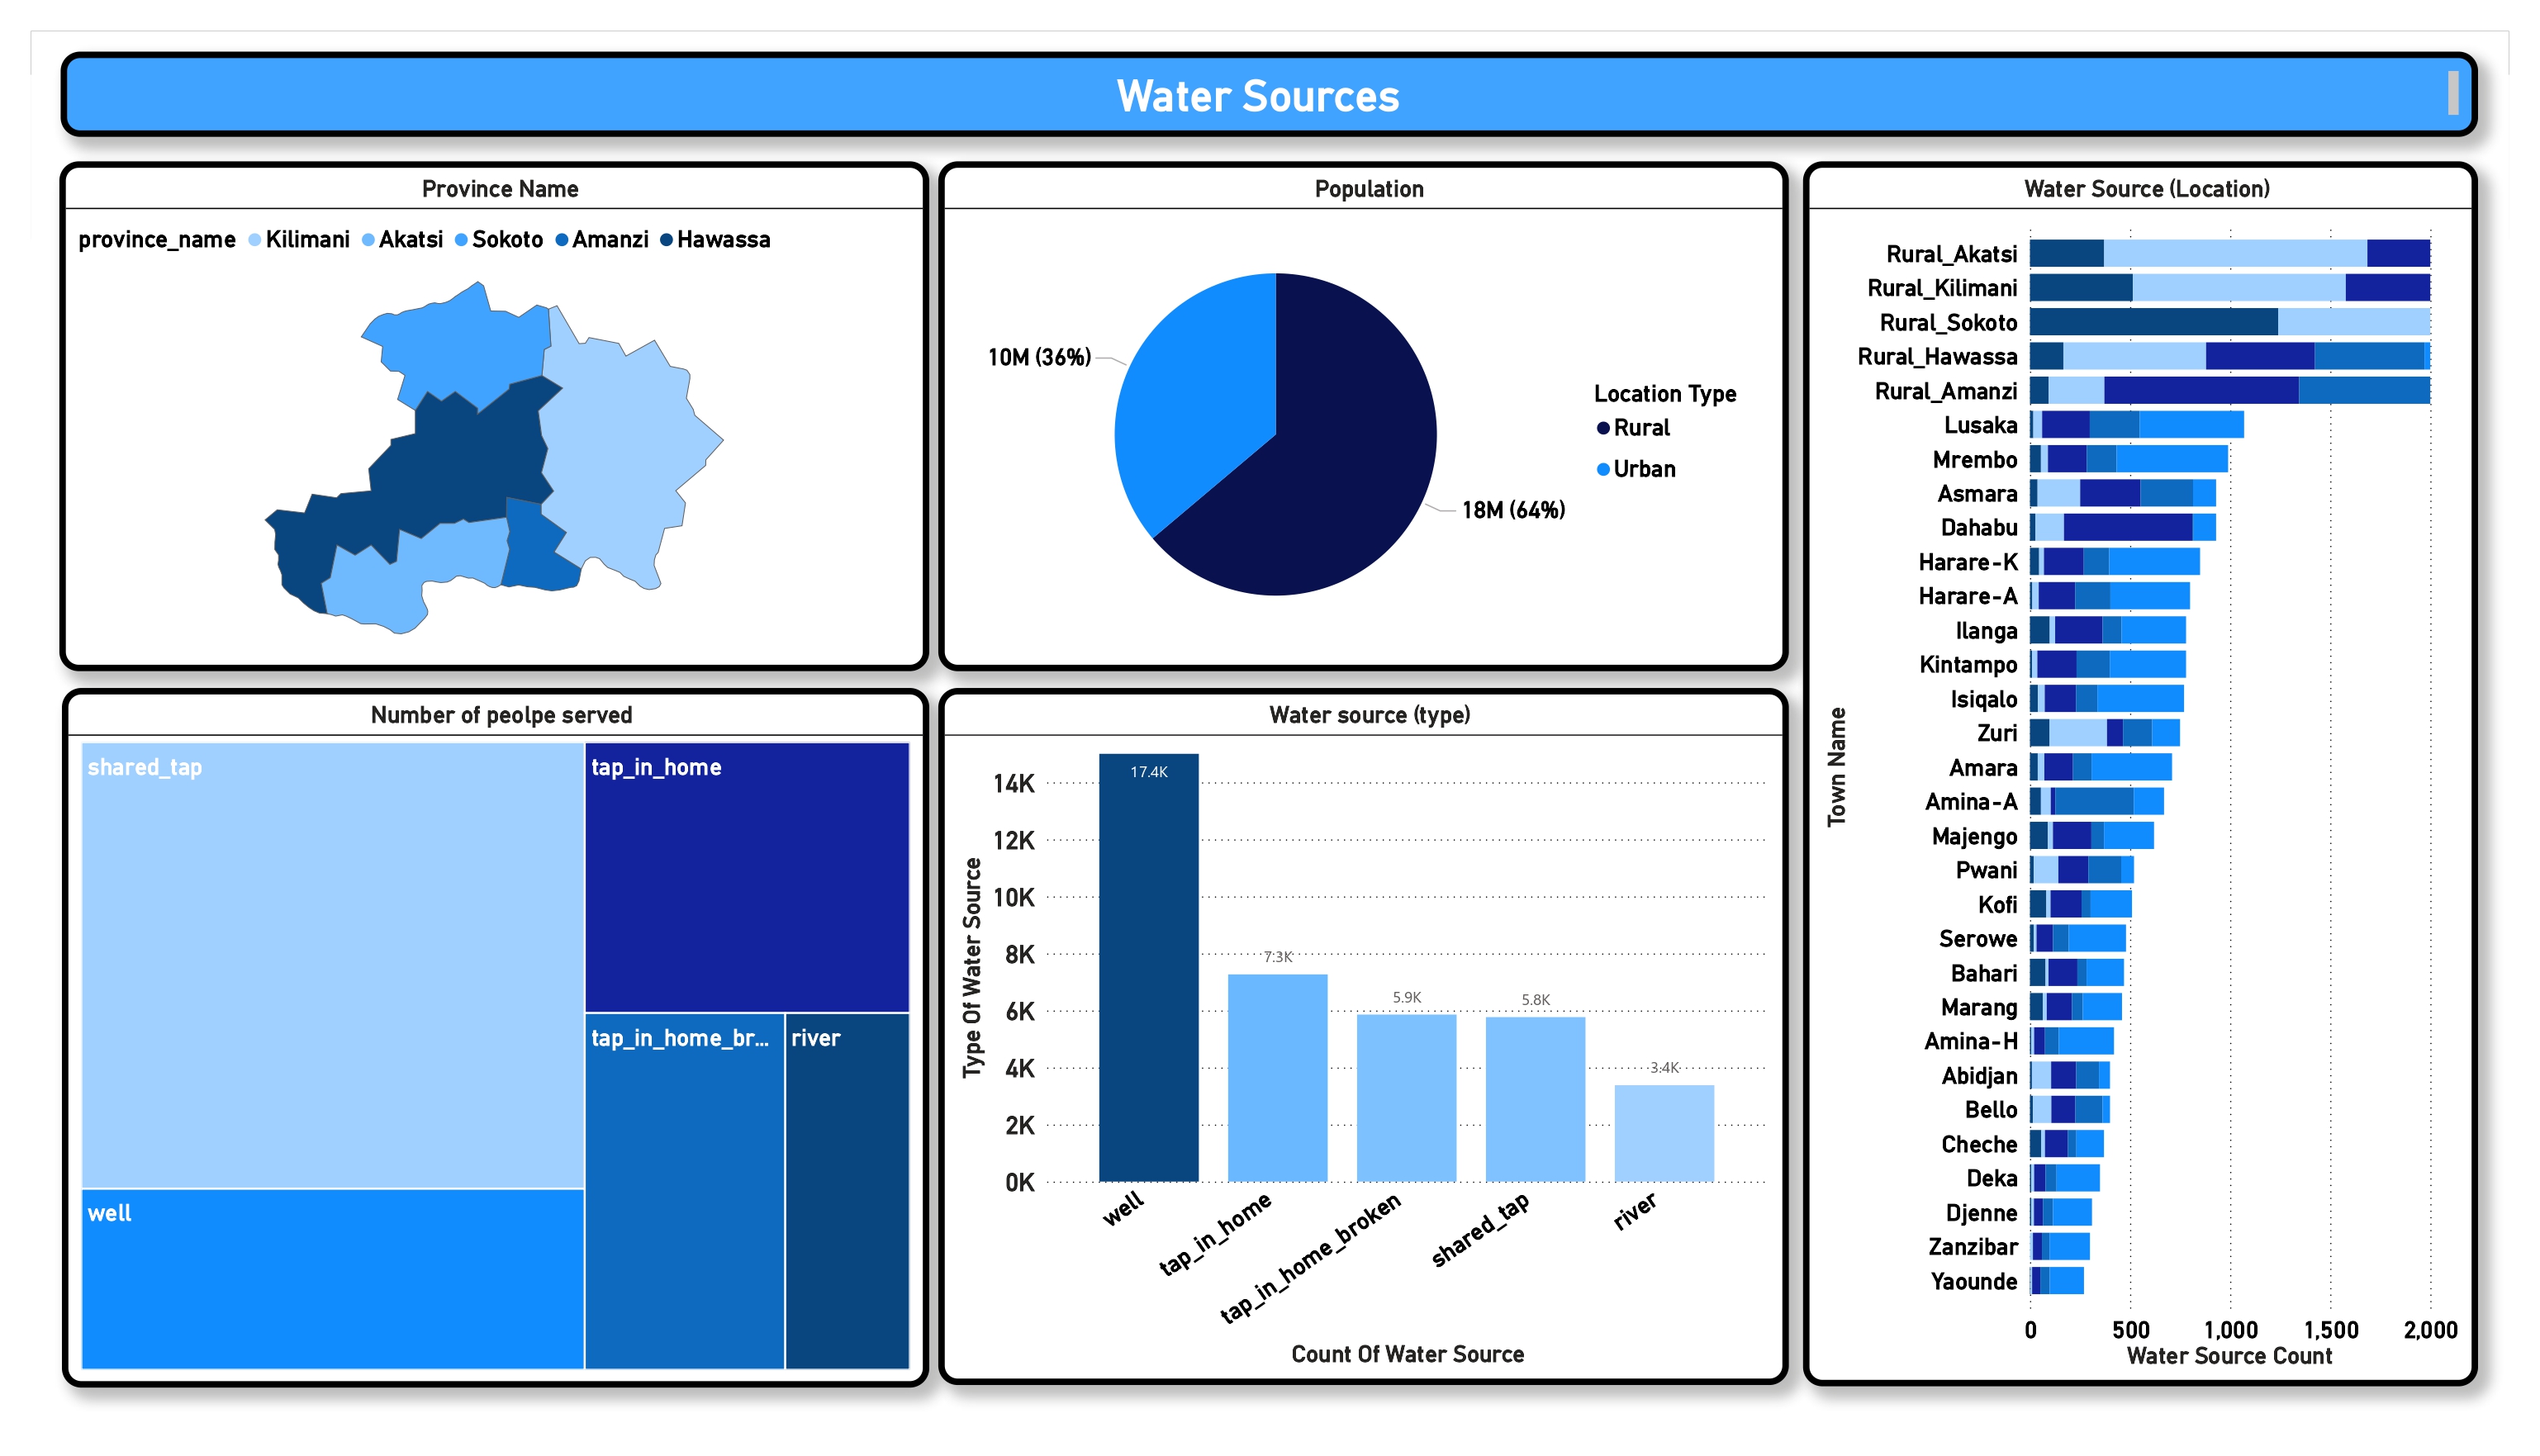 Water Sources
Province Name
province_name Kilimani Akatsi Sokoto Amanzi Hawassa
Population
10M (36%)
18M (64%)
Location Type
Rural
Urban
Number of peolpe served
shared_tap
tap_in_home
tap_in_home_br...
river
well
Water source (type)
Type Of Water Source
14K
12K
10K
8K
6K
4K
2K
0K
17.4K
7.3K
5.9K
5.8K
3.4K
well
tap_in_home
tap_in_home_broken
shared_tap
river
Count Of Water Source
Water Source (Location)
Town Name
Rural_Akatsi
Rural_Kilimani
Rural_Sokoto
Rural_Hawassa
Rural_Amanzi
Lusaka
Mrembo
Asmara
Dahabu
Harare-K
Harare-A
Ilanga
Kintampo
Isiqalo
Zuri
Amara
Amina-A
Majengo
Pwani
Kofi
Serowe
Bahari
Marang
Amina-H
Abidjan
Bello
Cheche
Deka
Djenne
Zanzibar
Yaounde
0 500 1,000 1,500 2,000
Water Source Count